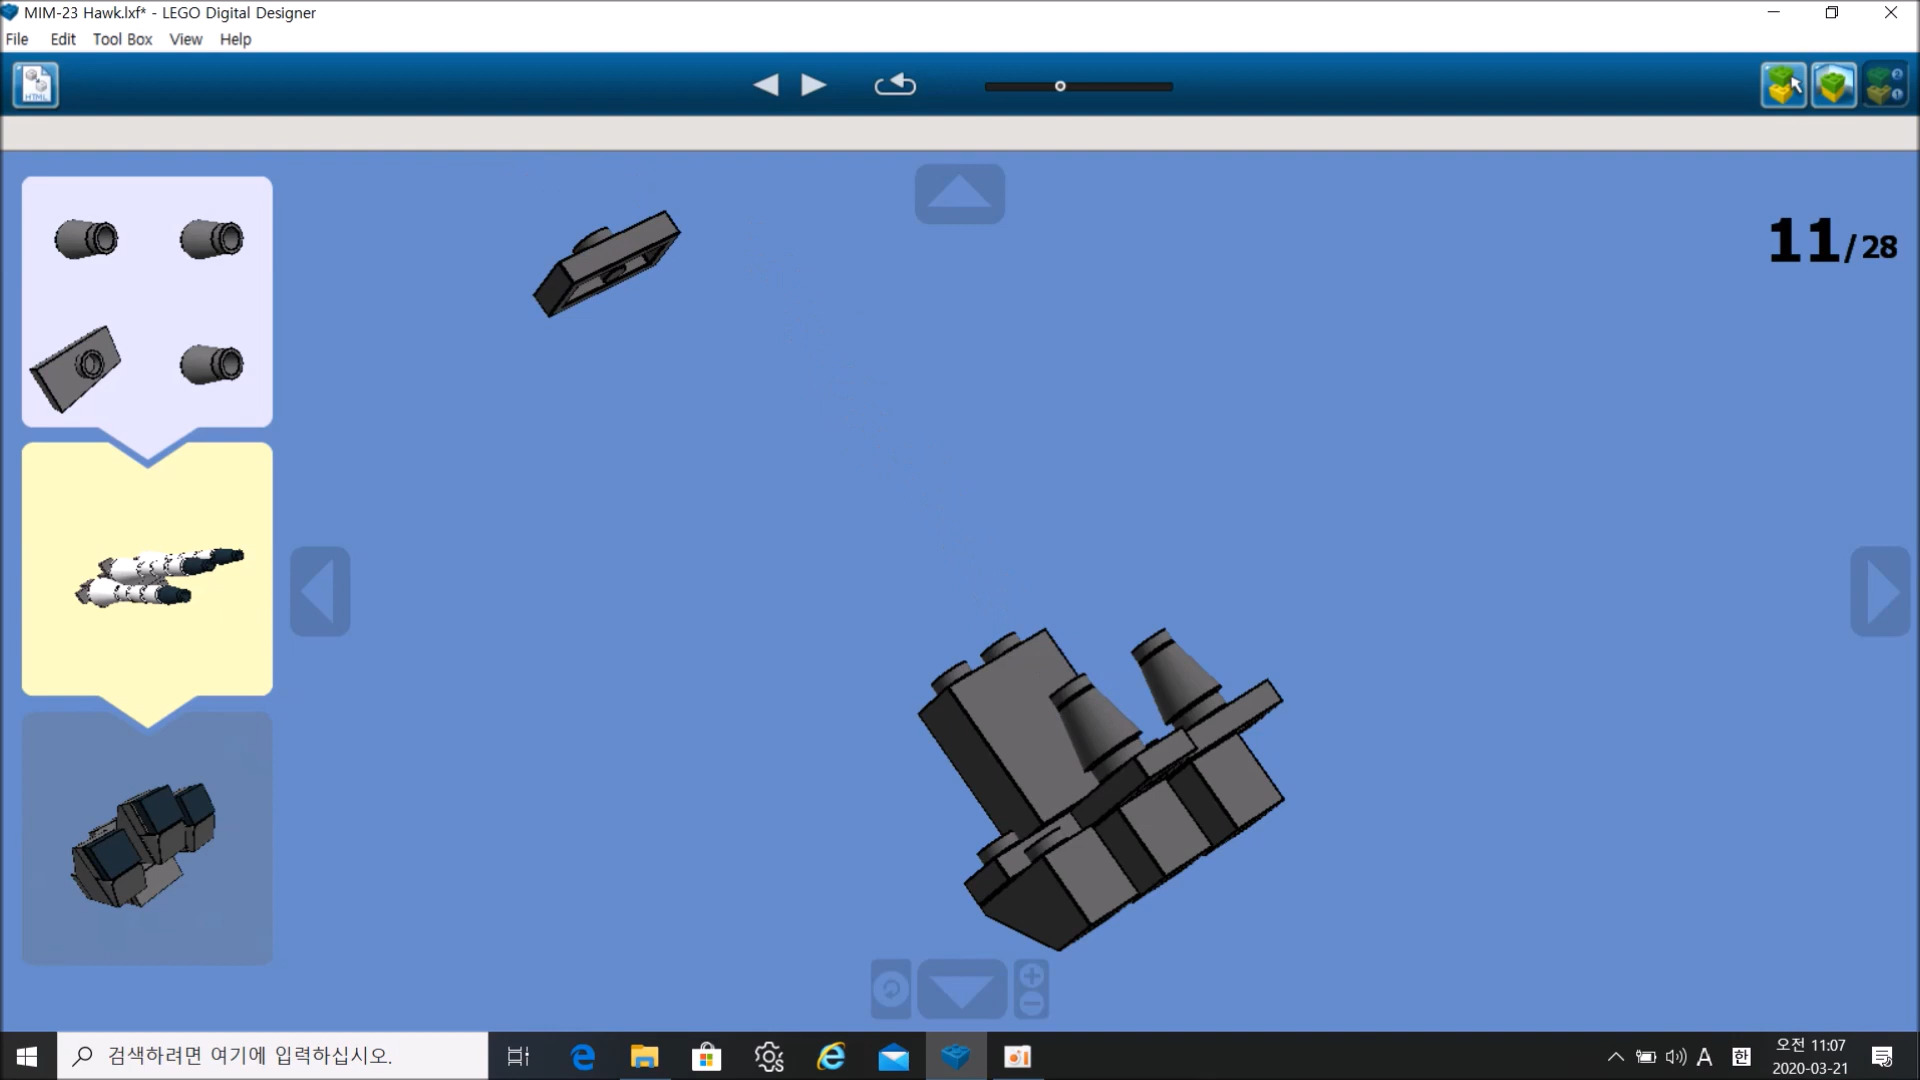 MIM-23 Hawk.lxf* - LEGO Digital Designer
File Edit Tool Box View Help
HTML
11/28
검색하려면 여기에 입력하십시오.
A 한
오전 11:07
2020-03-21